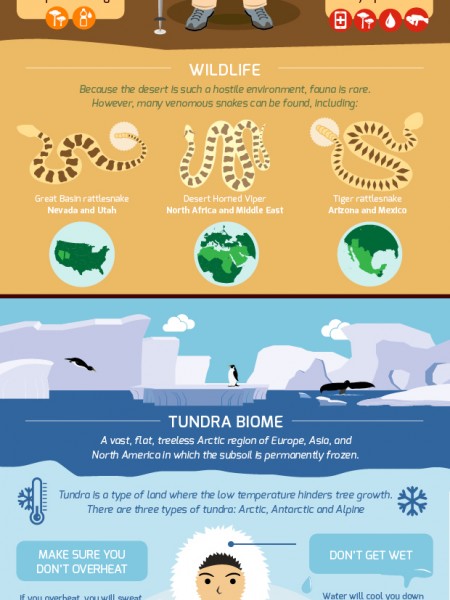 WILDLIFE
Because the desert is such a hostile environment, fauna is rare.
However, many venomous snakes can be found, including:
Great Basin rattlesnake
Nevada and Utah
Desert Horned Viper
North Africa and Middle East
Tiger rattlesnake
Arizona and Mexico
TUNDRA BIOME
A vast, flat, treeless Arctic region of Europe, Asia, and
North America in which the subsoil is permanently frozen.
Tundra is a type of land where the low temperature hinders tree growth.
There are three types of tundra: Arctic, Antarctic and Alpine
MAKE SURE YOU
DON'T OVERHEAT
DON'T GET WET
If you overheat, you will sweat
Water will cool you down